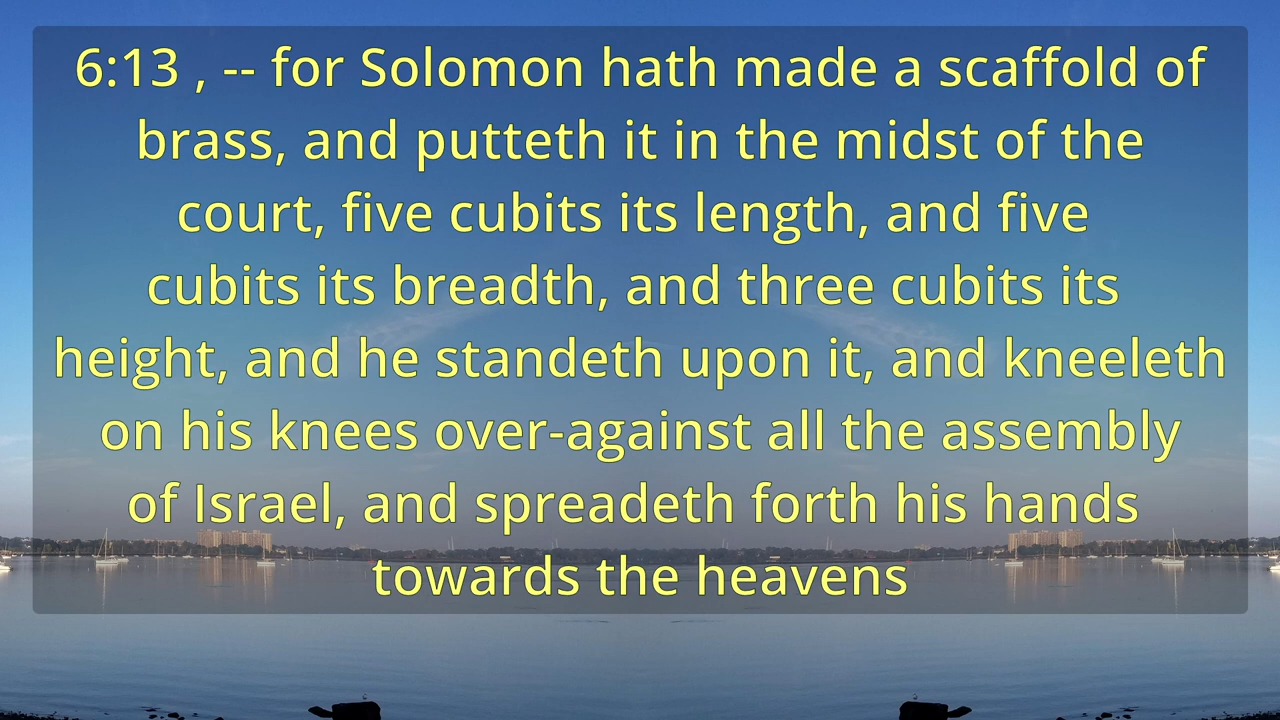 6:13 , -- for Solomon hath made a scaffold of
brass, and putteth it in the midst of the
court, five cubits its length, and five
cubits its breadth, and three cubits its
height, and he standeth upon it, and kneeleth
on his knees over-against all the assembly
of Israel, and spreadeth forth his hands
towards the heavens